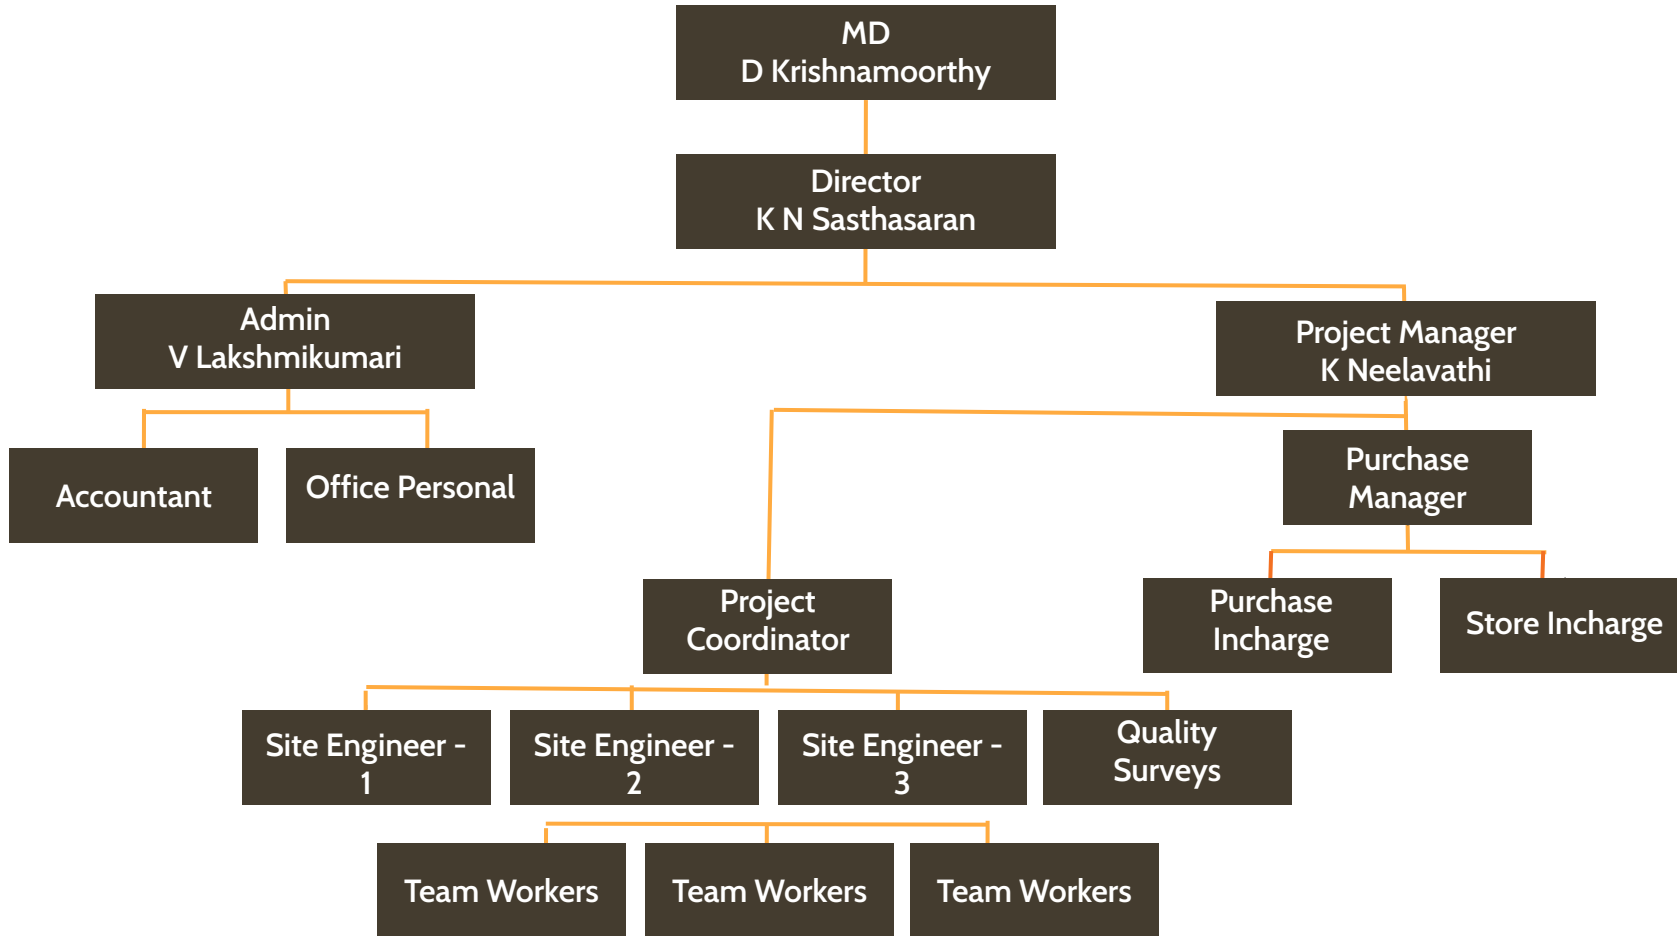 MD
D Krishnamoorthy
Director
K N Sasthasaran
Admin
V Lakshmikumari
Project Manager
K Neelavathi
Accountant
Office Personal
Purchase
Manager
Project
Coordinator
Purchase
Incharge
Store Incharge
Site Engineer -
1
Site Engineer -
2
Site Engineer -
3
Quality
Surveys
Team Workers
Team Workers
Team Workers